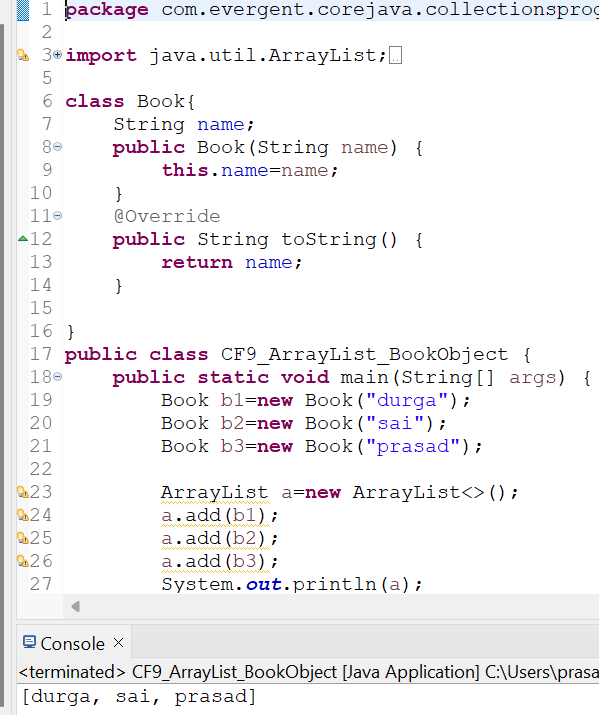 1 package com.evergent.corejava.collectionsprog
2
3 import java.util.ArrayList;
5
6 class Book{
7 String name;
8 public Book(String name) {
9 this.name=name;
10 }
11 @Override
12 public String toString() {
13 return name;
14 }
15
16 }
17 public class CF9_ArrayList_BookObject {
18 public static void main(String[] args) {
19 Book b1=new Book("durga");
20 Book b2=new Book("sai");
21 Book b3=new Book("prasad");
22
23 ArrayList a=new ArrayList<>();
24 a.add(b1);
25 a.add(b2);
26 a.add(b3);
27 System.out.println(a);
Console
<terminated> CF9_ArrayList_BookObject [Java Application] C:\Users\prasa
[durga, sai, prasad]